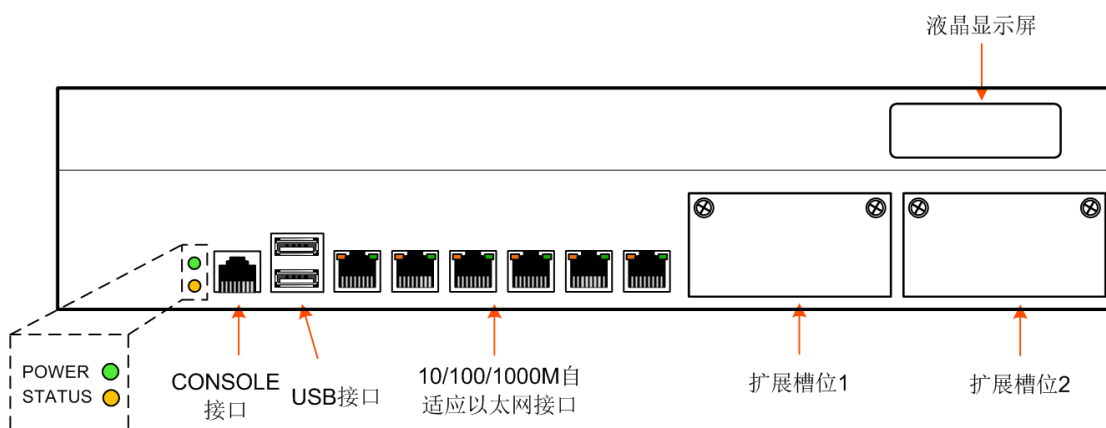 液晶显示屏
POWER
STATUS
CONSOLE
接口
USB接口
10/100/1000M自
适应以太网接口
扩展槽位1
扩展槽位2